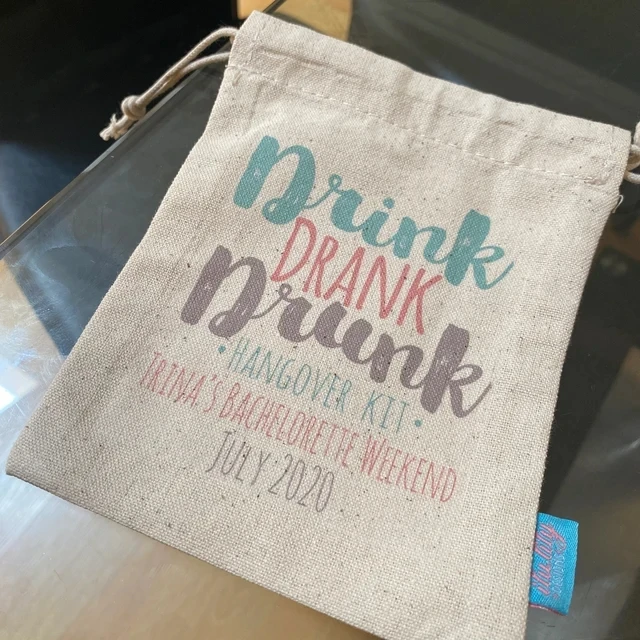 Drink
DRANK
Drunk
• HANGOVER KIT •
IRINA'S BACHELORETTE WEEKEND
JULY 2020